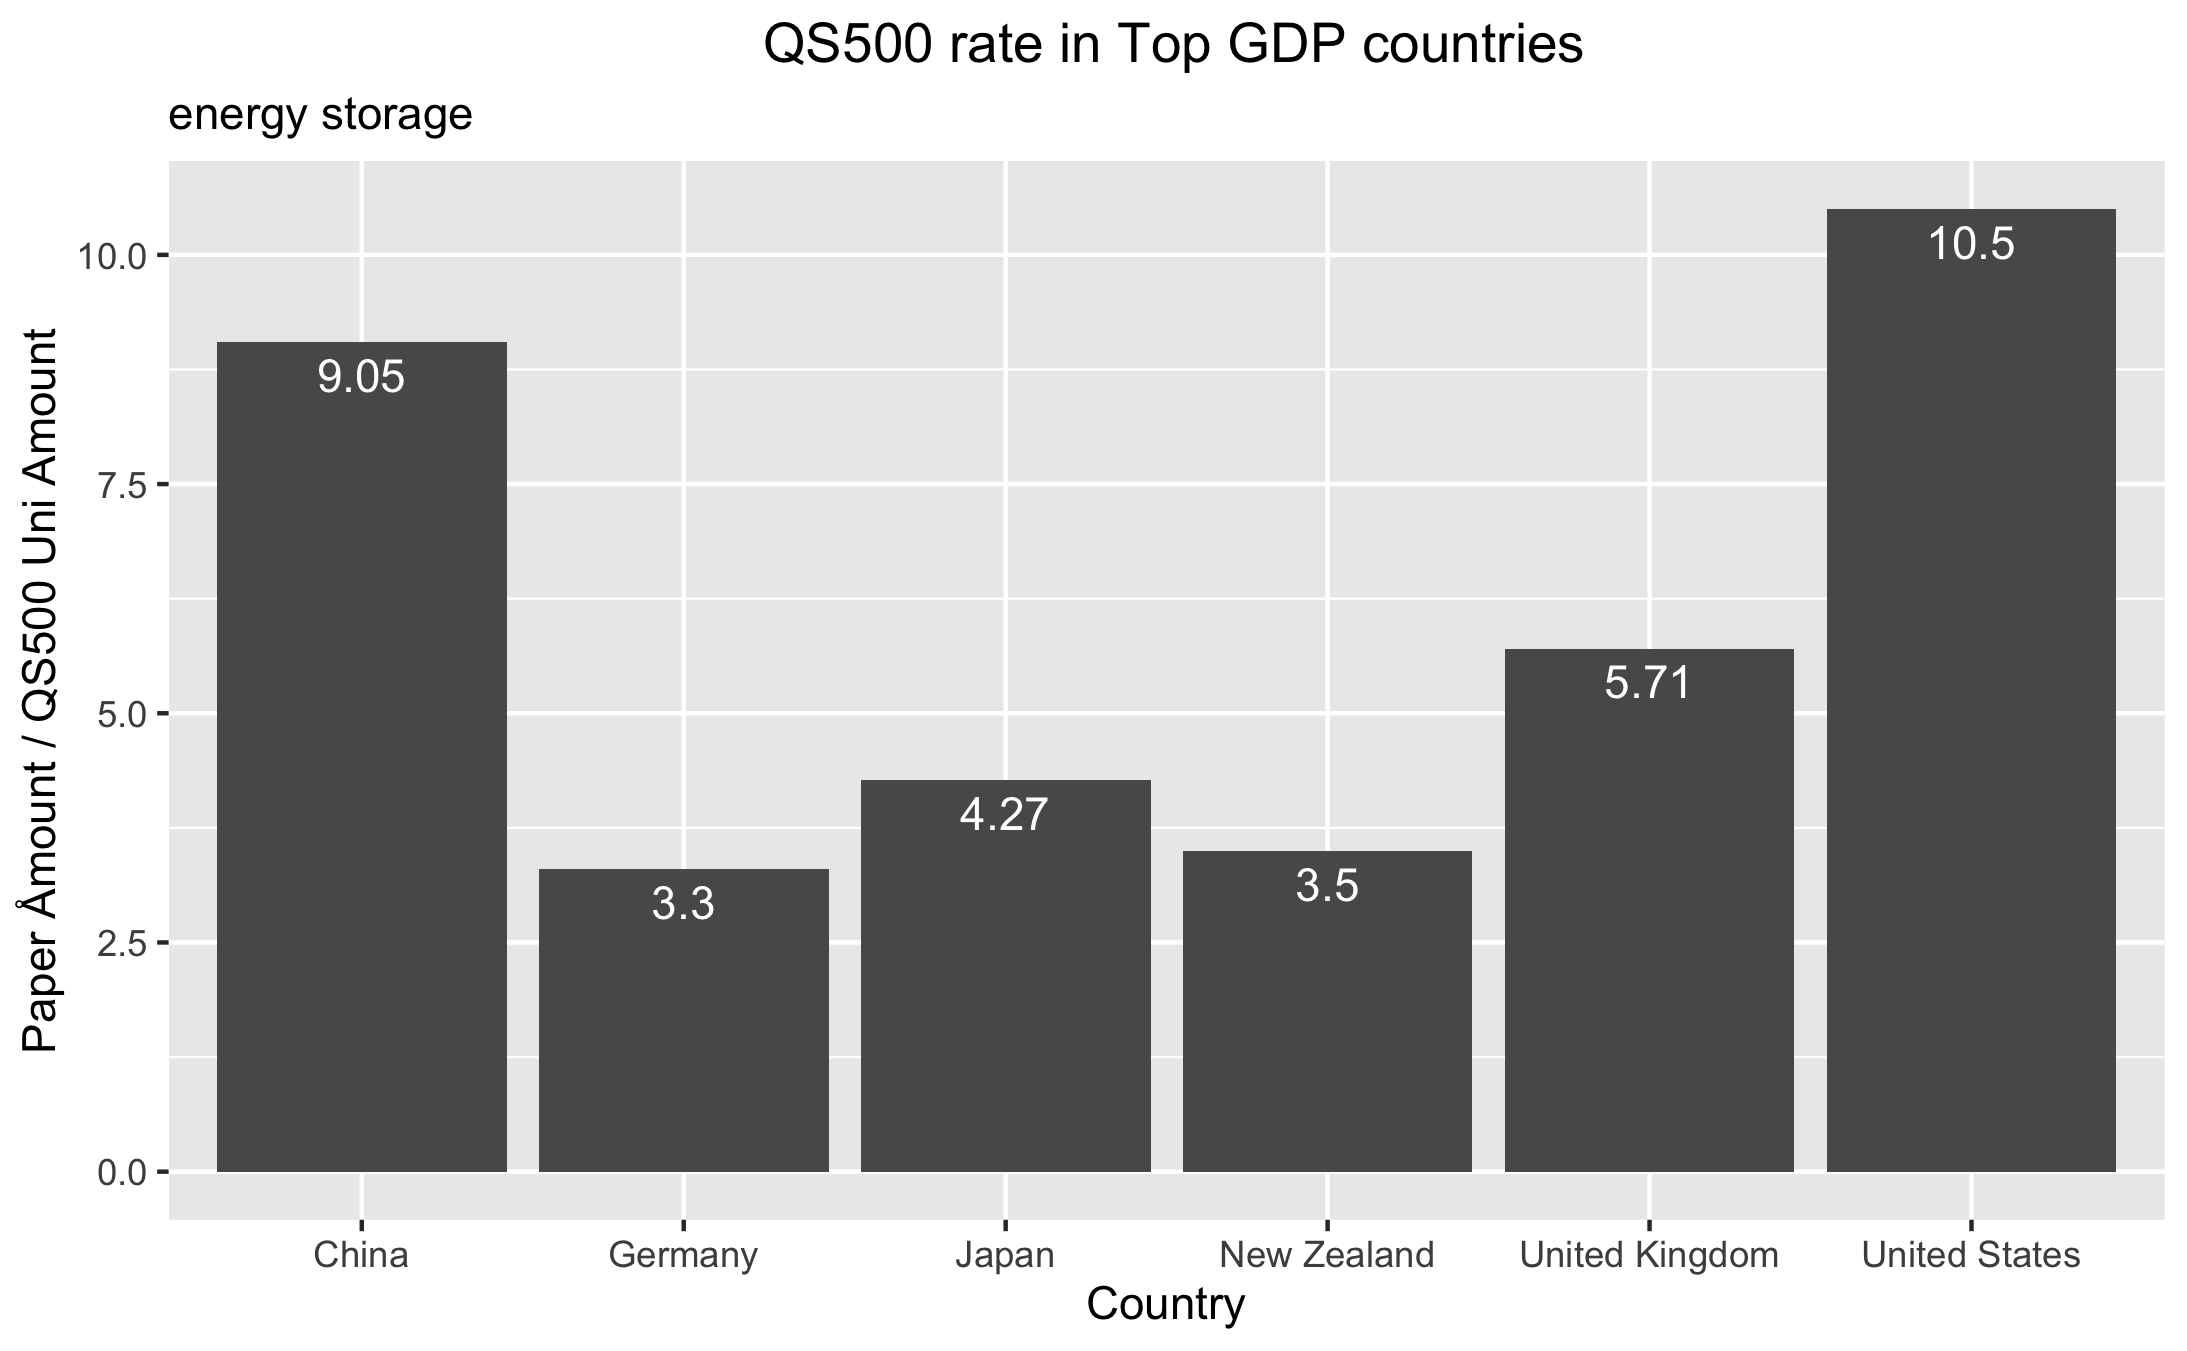 QS500 rate in Top GDP countries
energy storage
Paper Åmount / QS500 Uni Amount
10.0
7.5
5.0
2.5
0.0
9.05
3.3
4.27
3.5
5.71
10.5
China
Germany
Japan
New Zealand
United Kingdom
United States
Country